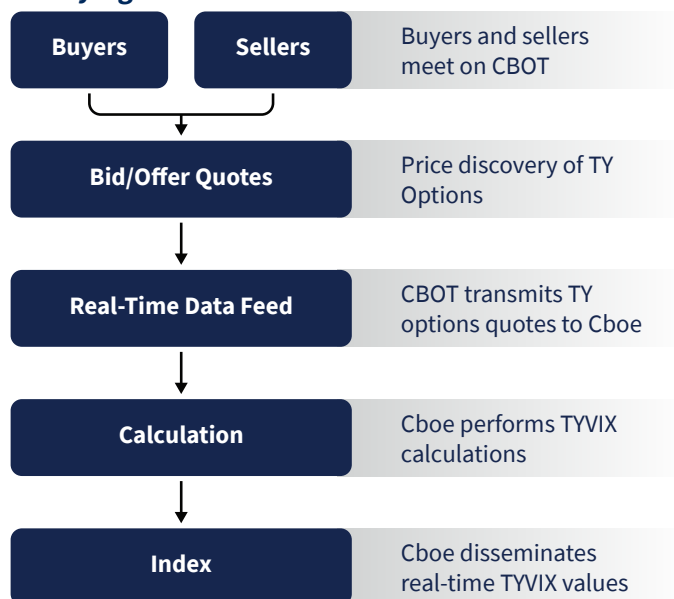 Buyers
Sellers
Buyers and sellers
meet on CBOT
Bid/Offer Quotes
Price discovery of TY
Options
Real-Time Data Feed
CBOT transmits TY
options quotes to Cboe
Calculation
Cboe performs TYVIX
calculations
Index
Cboe disseminates
real-time TYVIX values